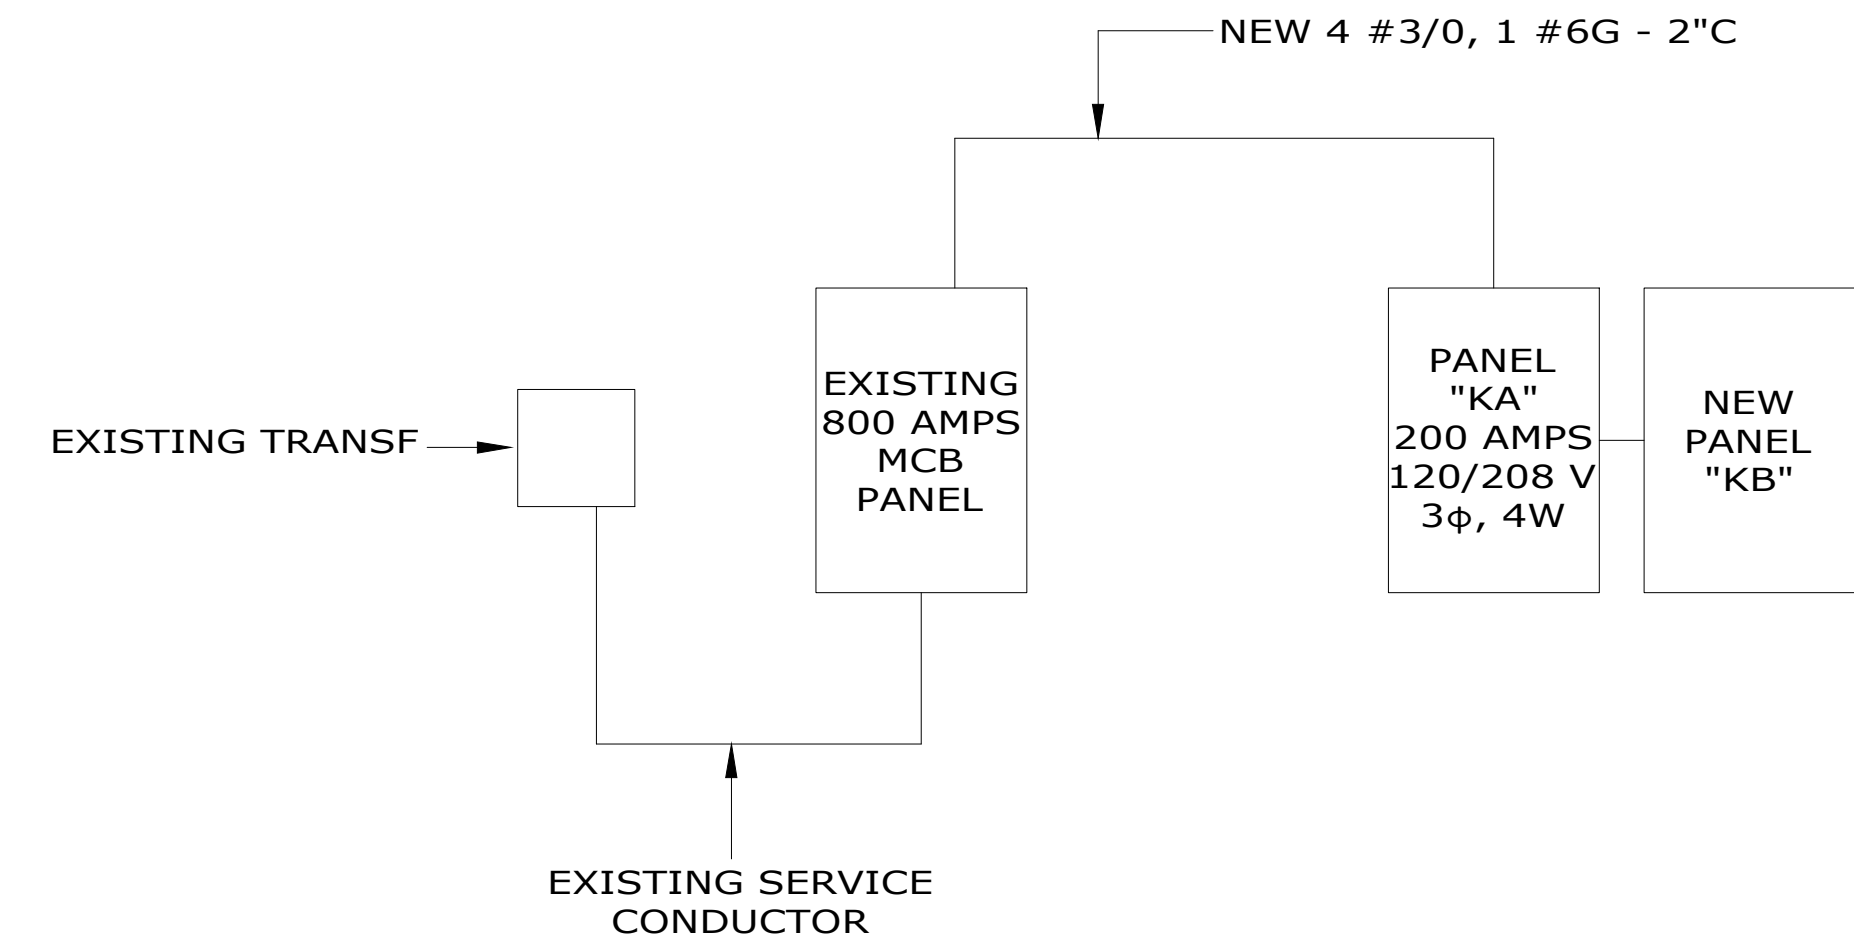 NEW 4 #3/0, 1 #6G - 2"C
EXISTING TRANSF
EXISTING
800 AMPS
MCB
PANEL
PANEL
"KA"
200 AMPS
120/208 V
3ϕ, 4W
NEW
PANEL
"KB"
EXISTING SERVICE
CONDUCTOR